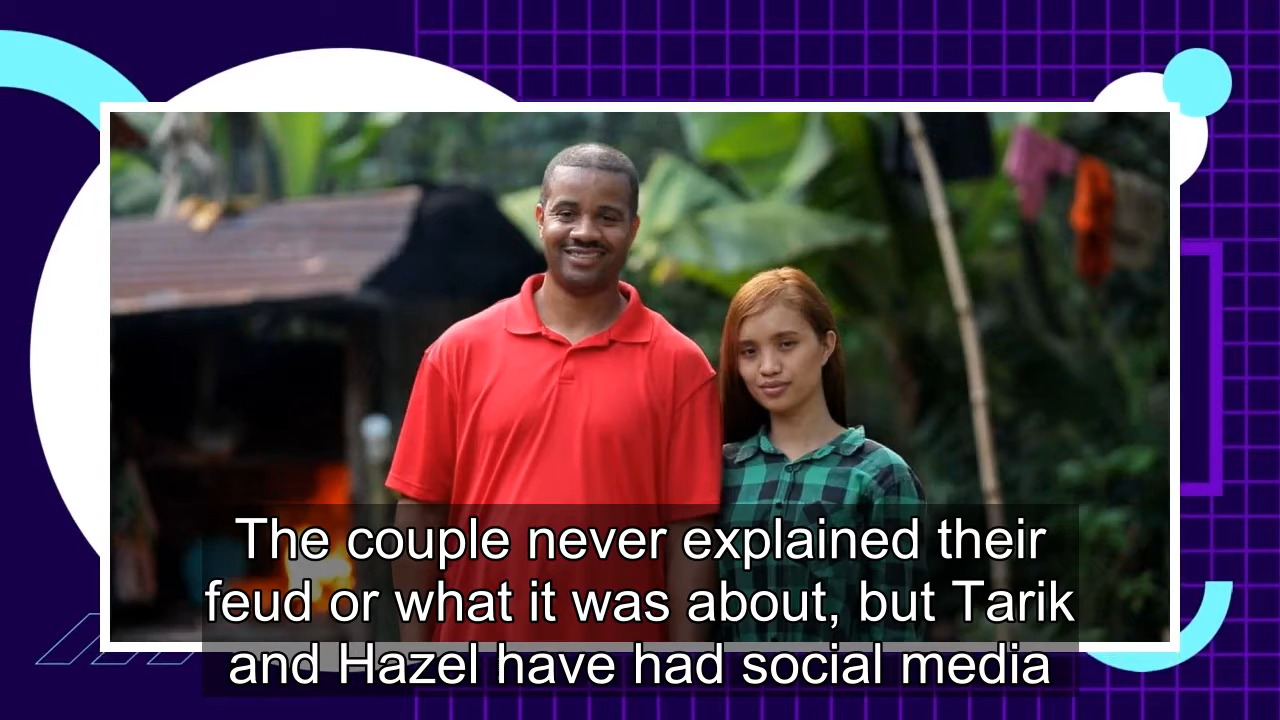 The couple never explained their
feud or what it was about, but Tarik
and Hazel have had social media